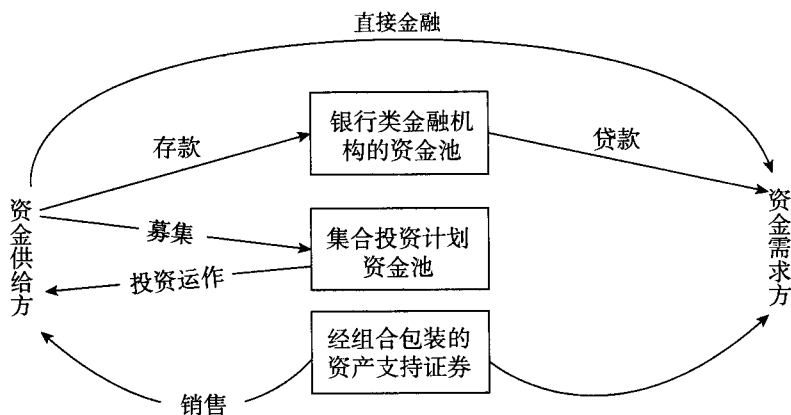 直接金融
银行类金融机
构的资金池
存款
贷款
资金供给方
募集
集合投资计划
资金池
投资运作
资金需求方
经组合包装的
资产支持证券
销售